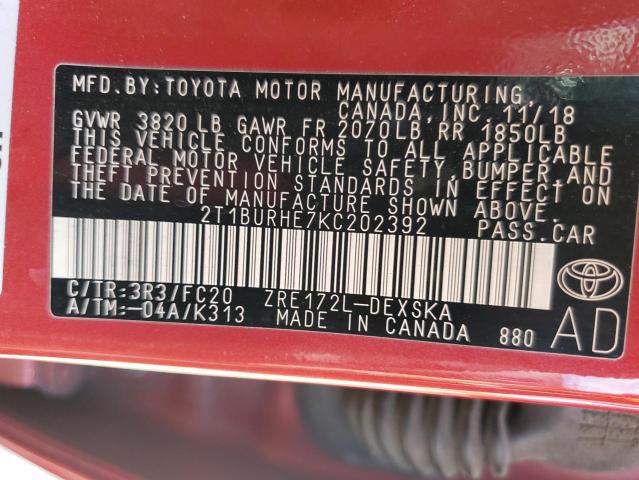 MFD.BY:TOYOTA MOTOR MANUFACTURING,
CANADA,INC. 11/18
GVWR 3820 LB GAWR FR 2070LB RR 1850LB
THIS VEHICLE CONFORMS TO ALL APPLICABLE
FEDERAL MOTOR VEHICLE SAFETY,BUMPER,AND
THEFT PREVENTION STANDARDS IN EFFECT ON
THE DATE OF MANUFACTURE SHOWN ABOVE.
2T1BURHE7KC202392 PASS.CAR
C/TR:3R3/FC20 ZRE172L-DEXSKA
A/TM:-04A/K313 MADE IN CANADA 880
TOYOTA
AD